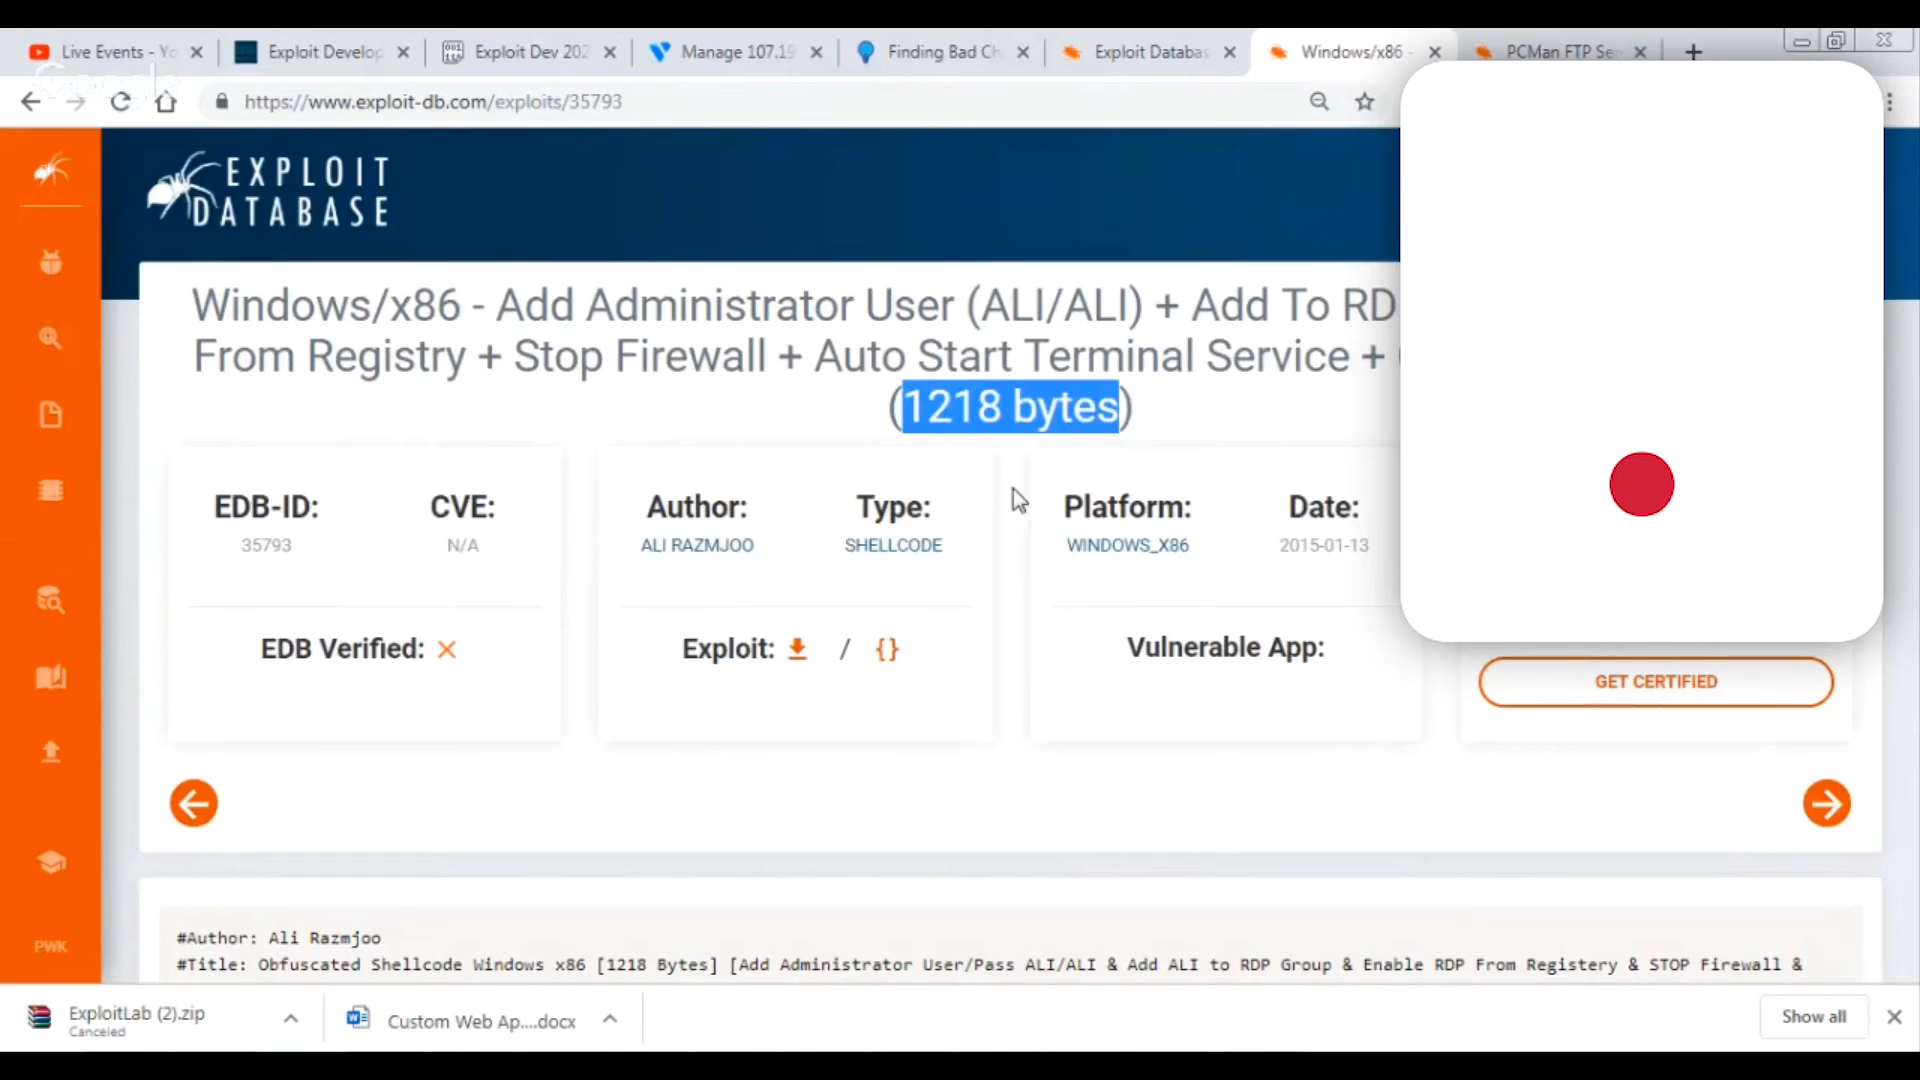 Live Events - Yo
Exploit Develop
Exploit Dev 202
Manage 107.19
Finding Bad Ch
Exploit Databas
Windows/x86 -
PCMan FTP Ser
https://www.exploit-db.com/exploits/35793
Google
EXPLOIT
DATABASE
Windows/x86 - Add Administrator User (ALI/ALI) + Add To RD
From Registry + Stop Firewall + Auto Start Terminal Service +
(1218 bytes)
EDB-ID:
35793
CVE:
N/A
EDB Verified:
Author:
ALI RAZMJOO
Type:
SHELLCODE
Exploit: / {}
Platform:
WINDOWS_X86
Date:
2015-01-13
Vulnerable App:
GET CERTIFIED
PWK
#Author: Ali Razmjoo
#Title: Obfuscated Shellcode Windows x86 [1218 Bytes] [Add Administrator User/Pass ALI/ALI & Add ALI to RDP Group & Enable RDP From Registery & STOP Firewall &
ExploitLab (2).zip
Canceled
Custom Web Ap....docx
Show all